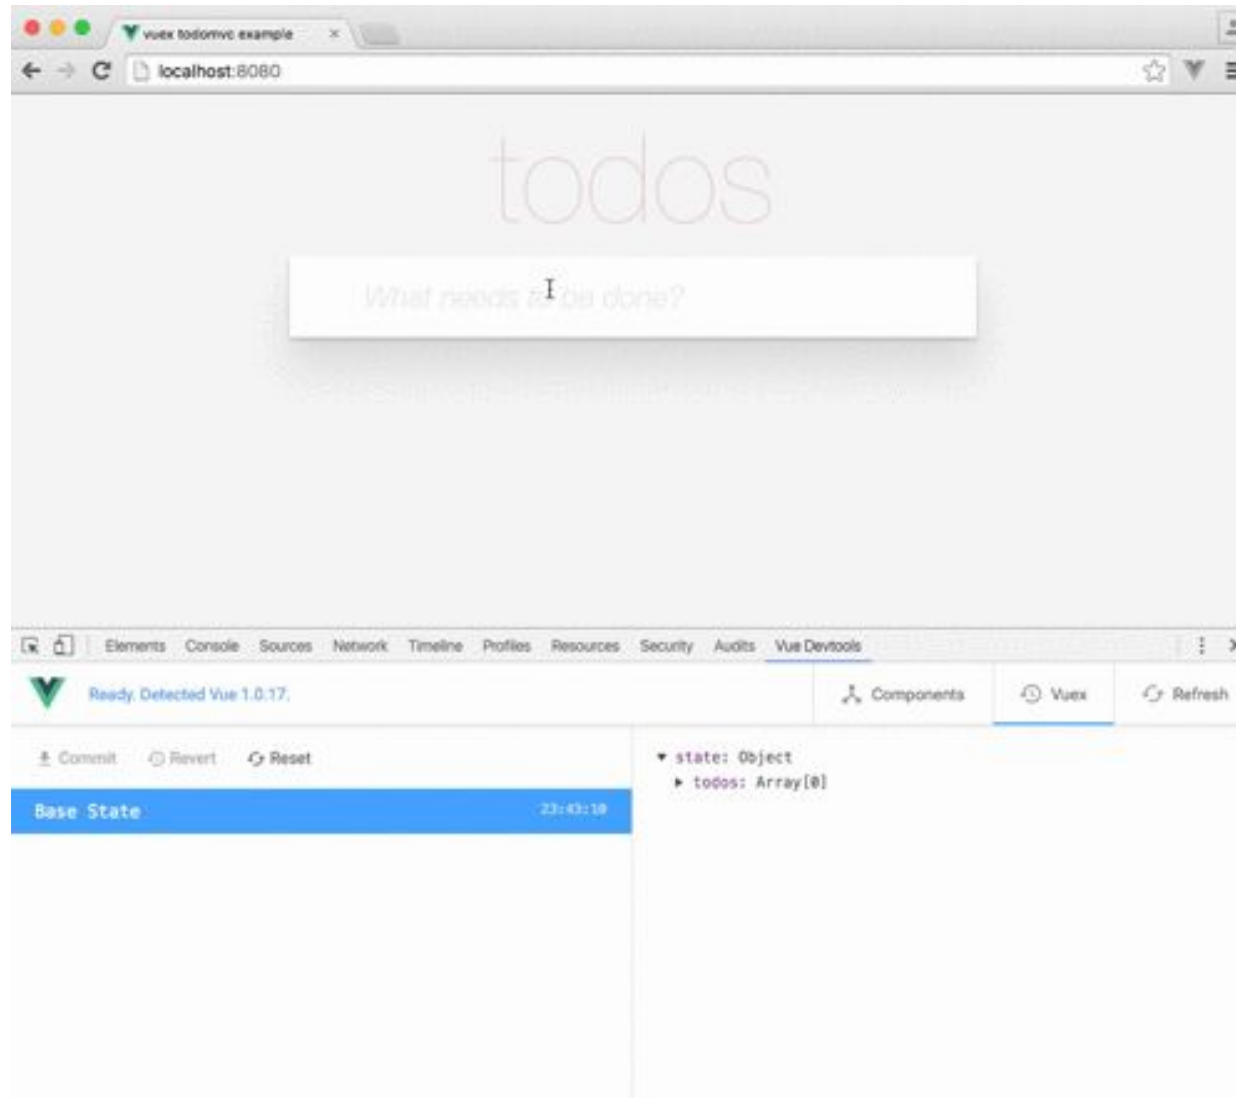 vuex todomvc example
localhost:8080
todos
What needs to be done?
Elements Console Sources Network Timeline Profiles Resources Security Audits Vue Devtools
Ready. Detected Vue 1.0.17.
Components Vuex Refresh
Commit Revert Reset
Base State 23:43:10
state: Object
todos: Array[0]